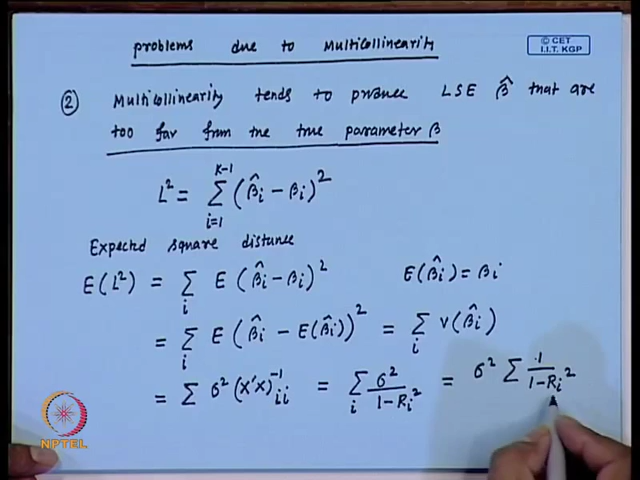 problems due to Multicollinearity
© CET
I.I.T. KGP
② Multicollinearity tends to produce LSE β̂ that are
too far from the true parameter β
L² = Σ_{i=1}^{K-1} (β̂i - βi)²
Expected square distance
E(L²) = Σ_i E(β̂i - βi)² E(β̂i) = βi
= Σ_i E(β̂i - E(β̂i))² = Σ_i V(β̂i)
= Σ σ² (X'X)⁻¹_ii = Σ_i σ²/(1-Ri²) = σ² Σ 1/(1-Ri²)
NPTEL